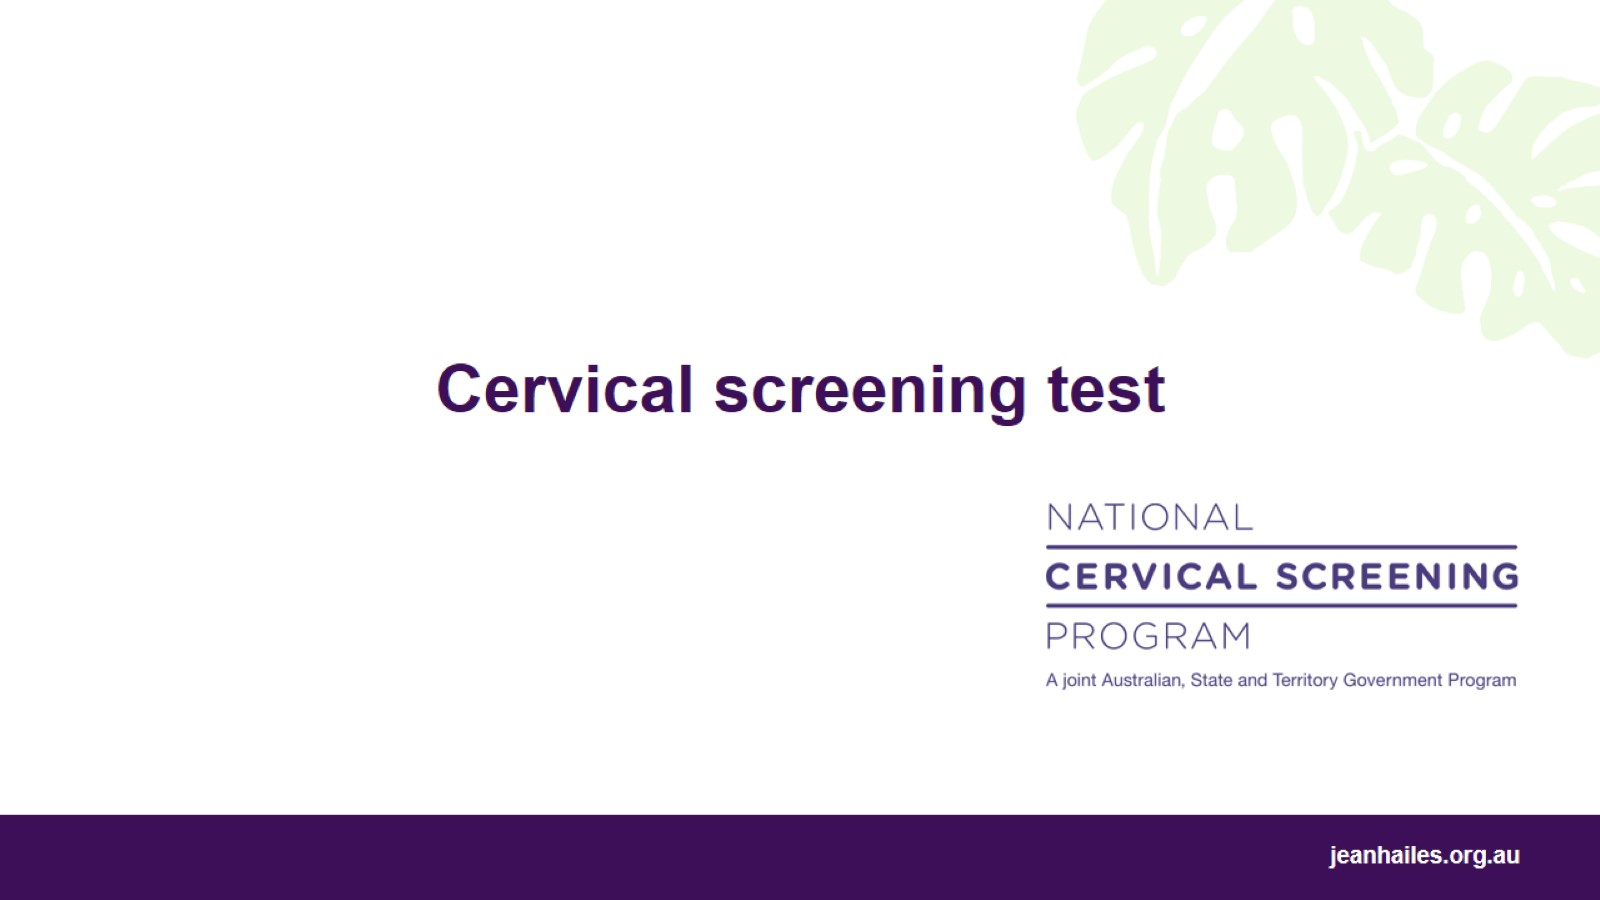 Cervical screening test
NATIONAL
CERVICAL SCREENING
PROGRAM
A joint Australian, State and Territory Government Program
jeanhailes.org.au